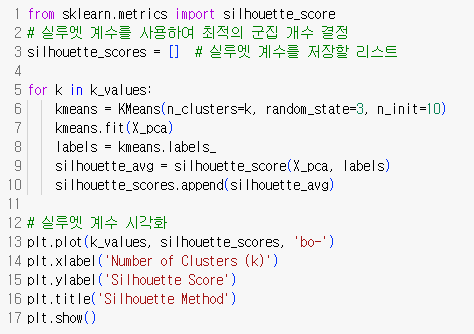 1 from sklearn.metrics import silhouette_score
2 # 실루엣 계수를 사용하여 최적의 군집 개수 결정
3 silhouette_scores = []  # 실루엣 계수를 저장할 리스트
4
5 for k in k_values:
6     kmeans = KMeans(n_clusters=k, random_state=3, n_init=10)
7     kmeans.fit(X_pca)
8     labels = kmeans.labels_
9     silhouette_avg = silhouette_score(X_pca, labels)
10     silhouette_scores.append(silhouette_avg)
11
12 # 실루엣 계수 시각화
13 plt.plot(k_values, silhouette_scores, 'bo-')
14 plt.xlabel('Number of Clusters (k)')
15 plt.ylabel('Silhouette Score')
16 plt.title('Silhouette Method')
17 plt.show()